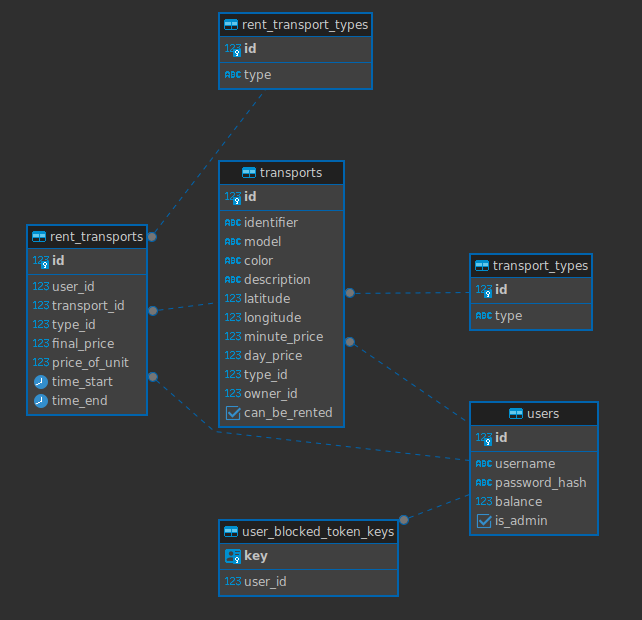 rent_transport_types
123 id
ABC type
transports
123 id
ABC identifier
ABC model
ABC color
ABC description
123 latitude
123 longitude
123 minute_price
123 day_price
123 type_id
123 owner_id
can_be_rented
rent_transports
123 id
123 user_id
123 transport_id
123 type_id
123 final_price
123 price_of_unit
time_start
time_end
transport_types
123 id
ABC type
users
123 id
ABC username
ABC password_hash
123 balance
is_admin
user_blocked_token_keys
key
123 user_id